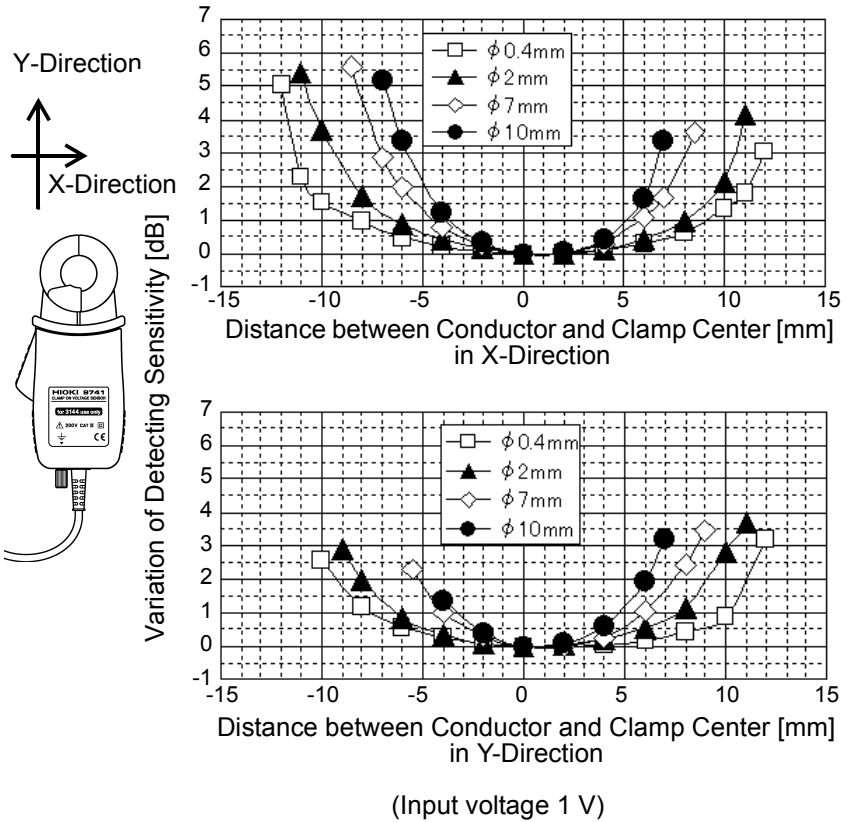 Y-Direction
X-Direction
HIOKI 9741
CLAMP ON VOLTAGE SENSOR
for 3144 use only
200V CAT II
CE
Variation of Detecting Sensitivity [dB]
7
6
5
4
3
2
1
0
-1
φ0.4mm
φ2mm
φ7mm
φ10mm
-15 -10 -5 0 5 10 15
Distance between Conductor and Clamp Center [mm]
in X-Direction
7
6
5
4
3
2
1
0
-1
φ0.4mm
φ2mm
φ7mm
φ10mm
-15 -10 -5 0 5 10 15
Distance between Conductor and Clamp Center [mm]
in Y-Direction
(Input voltage 1 V)